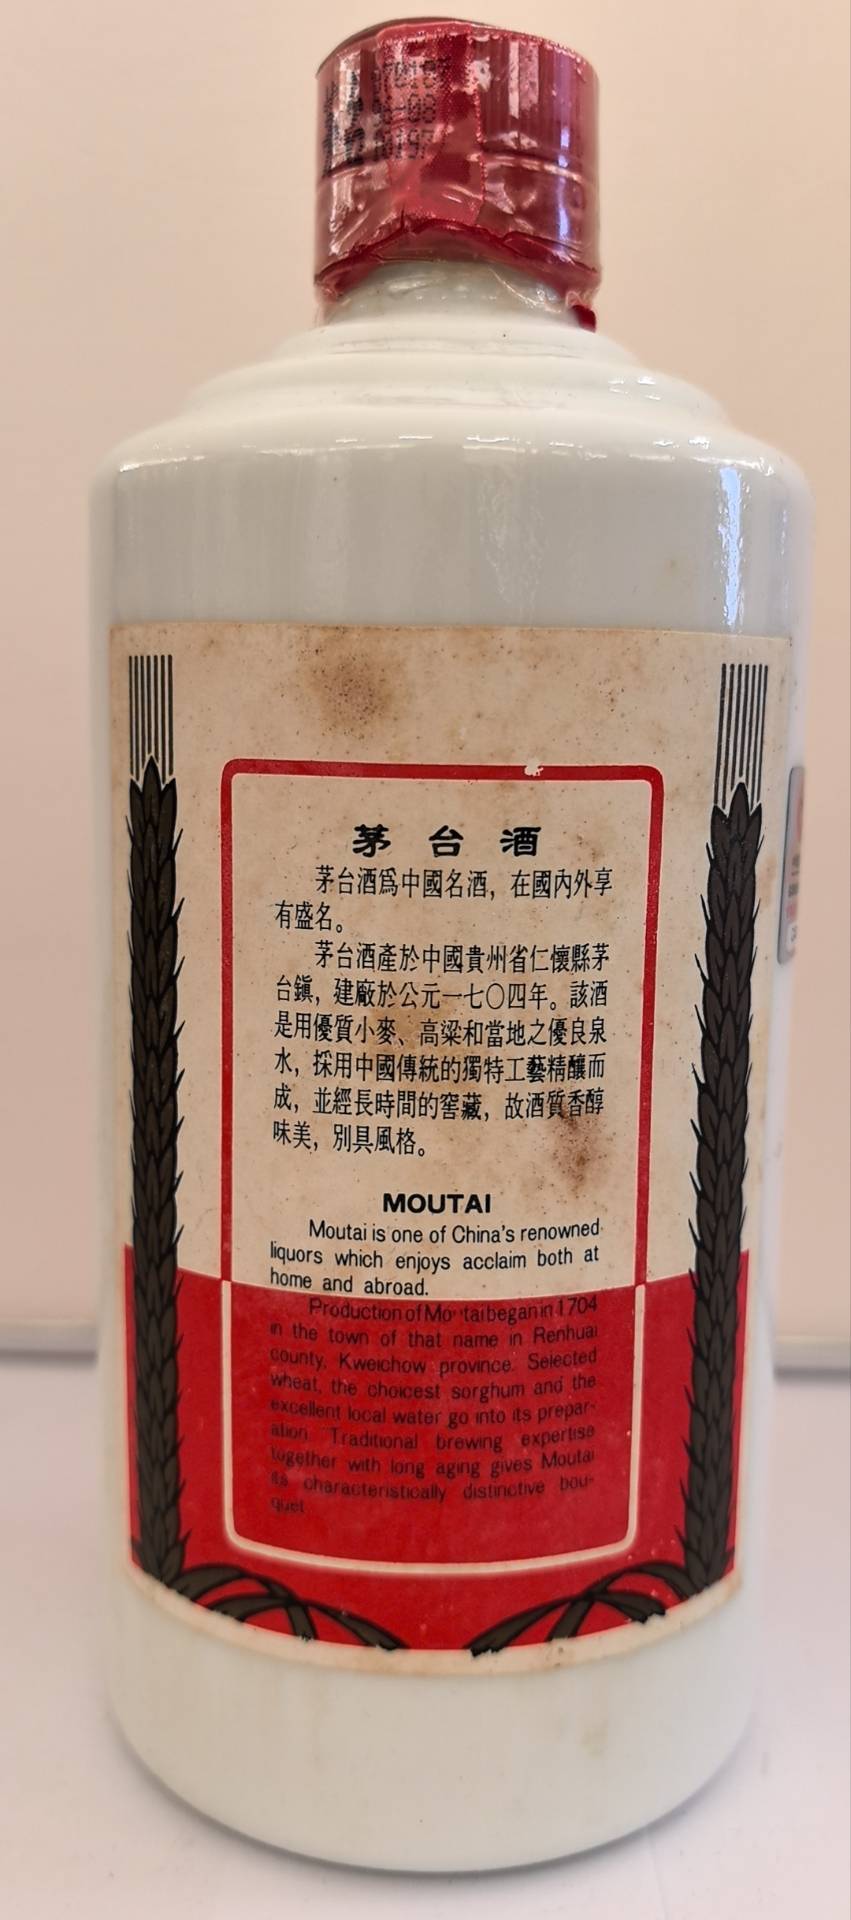 茅台酒
茅台酒爲中國名酒，在國內外享
有盛名。
茅台酒產於中國貴州省仁懷縣茅
台鎮，建廠於公元一七〇四年。該酒
是用優質小麥、高粱和當地之優良泉
水，採用中國傳統的獨特工藝精釀而
成，並經長時間的窖藏，故酒質香醇
味美，別具風格。
MOUTAI
Moutai is one of China's renowned
liquors which enjoys acclaim both at
home and abroad.
Production of Moutai began in 1704
in the town of that name in Renhuai
county, Kweichow province. Selected
wheat, the choicest sorghum and the
excellent local water go into its prepar-
ation. Traditional brewing expertise
together with long aging gives Moutai
its characteristically distinctive bou-
quet